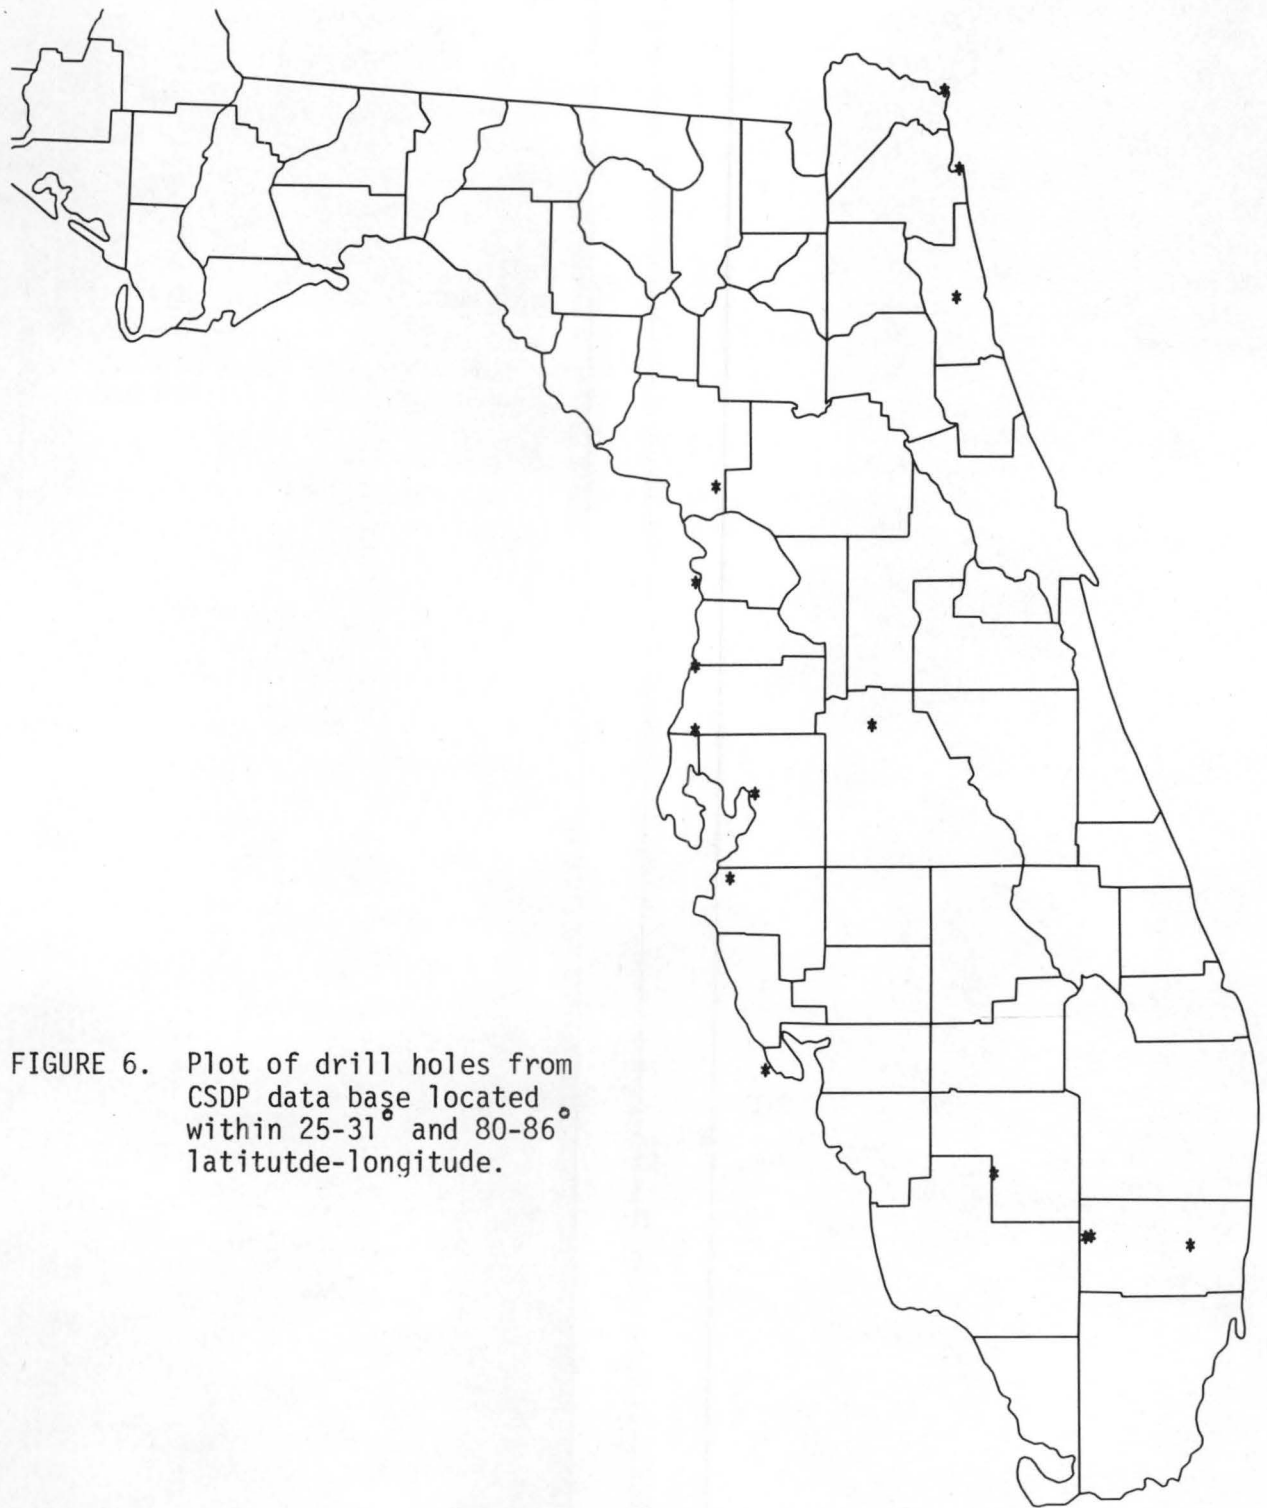 FIGURE 6. Plot of drill holes from
CSDP data base located
within 25-31° and 80-86°
latitutde-longitude.